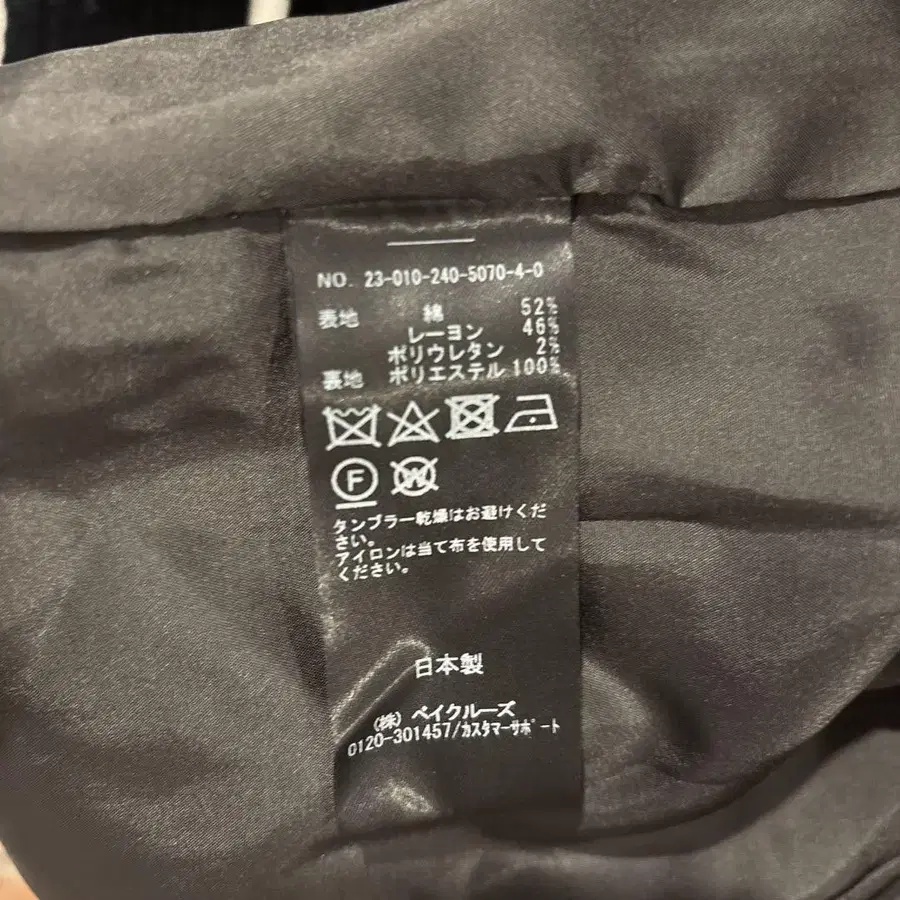 NO. 23-010-240-5070-4-0
表地 綿 52%
レーヨン 46%
ポリウレタン 2%
裏地 ポリエステル 100%
F W
タンブラー乾燥はお避けくだ
さい。
アイロンは当て布を使用して
ください。
日本製
(株) ベイクルーズ
0120-301457/カスタマーサポート